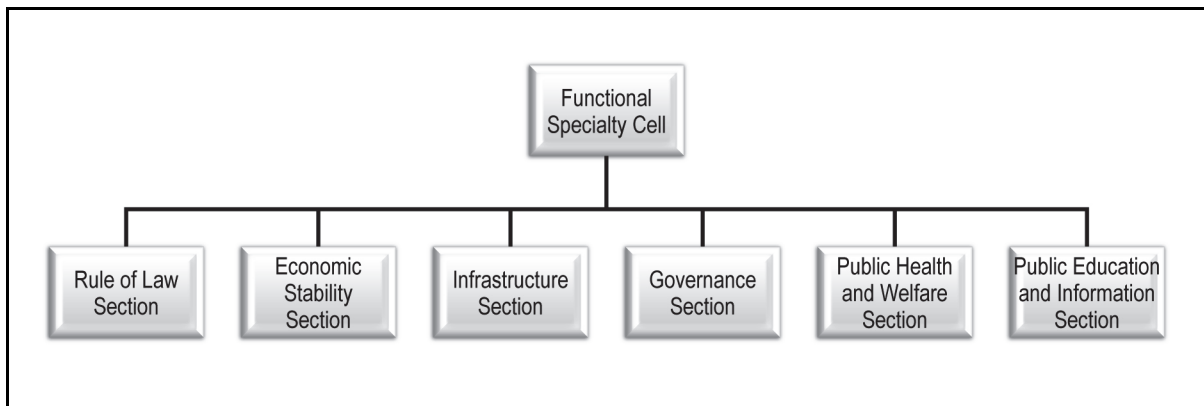 Functional
Specialty Cell
Rule of Law
Section
Economic
Stability
Section
Infrastructure
Section
Governance
Section
Public Health
and Welfare
Section
Public Education
and Information
Section